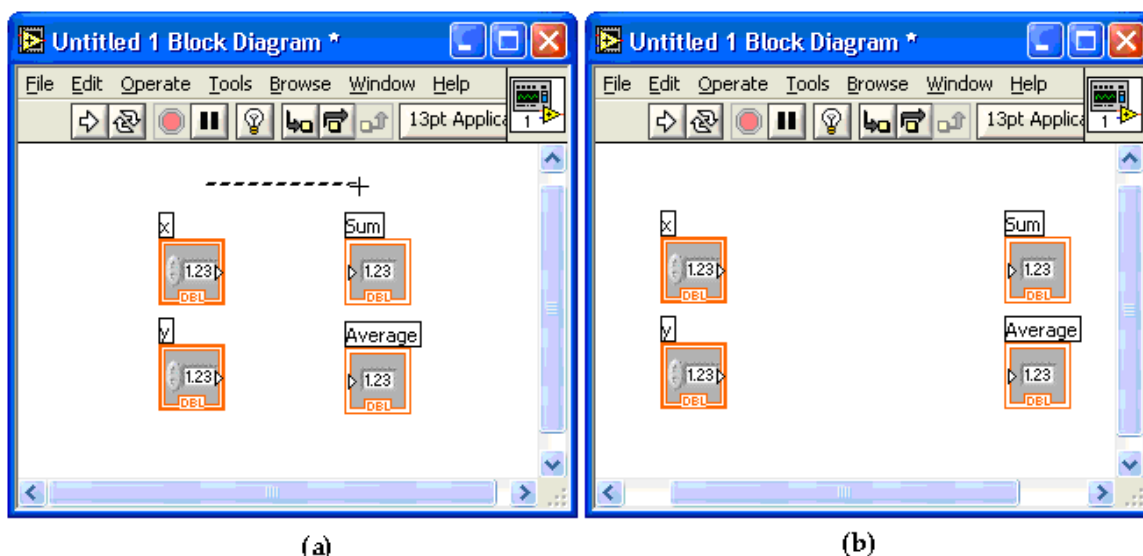 Untitled 1 Block Diagram *
File Edit Operate Tools Browse Window Help
13pt Applica
1
x
Sum
1.23
DBL
1.23
DBL
y
Average
1.23
DBL
1.23
DBL
(a)
Untitled 1 Block Diagram *
File Edit Operate Tools Browse Window Help
13pt Applica
1
x
Sum
1.23
DBL
1.23
DBL
y
Average
1.23
DBL
1.23
DBL
(b)